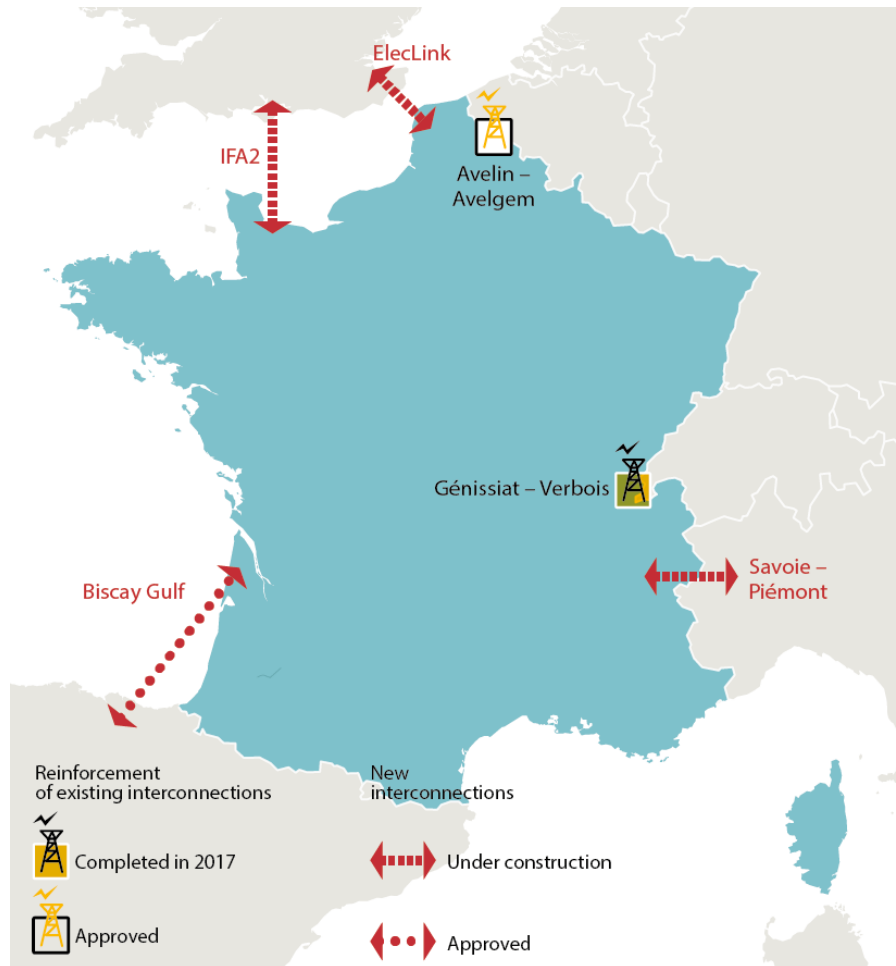 ElecLink
IFA2
Avelin –
Avelgem
Génissiat – Verbois
Savoie –
Piémont
Biscay Gulf
Reinforcement
of existing interconnections
Completed in 2017
Approved
New
interconnections
Under construction
Approved